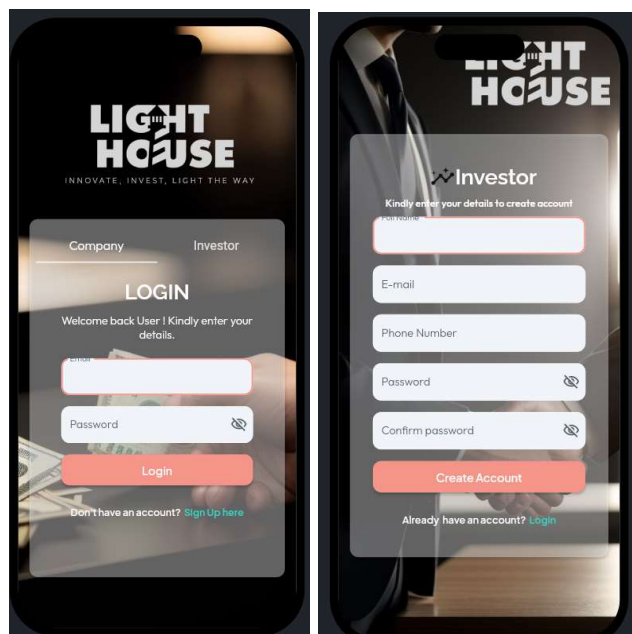 LIGHT
HOUSE
INNOVATE, INVEST, LIGHT THE WAY
Company
Investor
LOGIN
Welcome back User ! Kindly enter your
details.
Email
Password
Login
Don't have an account? Sign Up here
LIGHT
HOUSE
Investor
Kindly enter your details to create account
Full Name
E-mail
Phone Number
Password
Confirm password
Create Account
Already have an account? Login